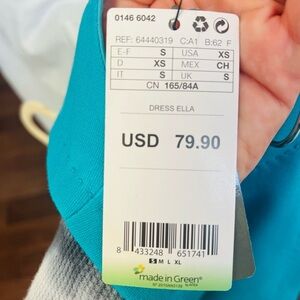 0146 6042
REF: 64440319 C:A1 B:62 F
E-F S USA XS
D XS MEX CH
IT S UK S
CN 165/84A
DRESS ELLA
USD 79.90
8 433248 651741
S M L XL
made in Green®